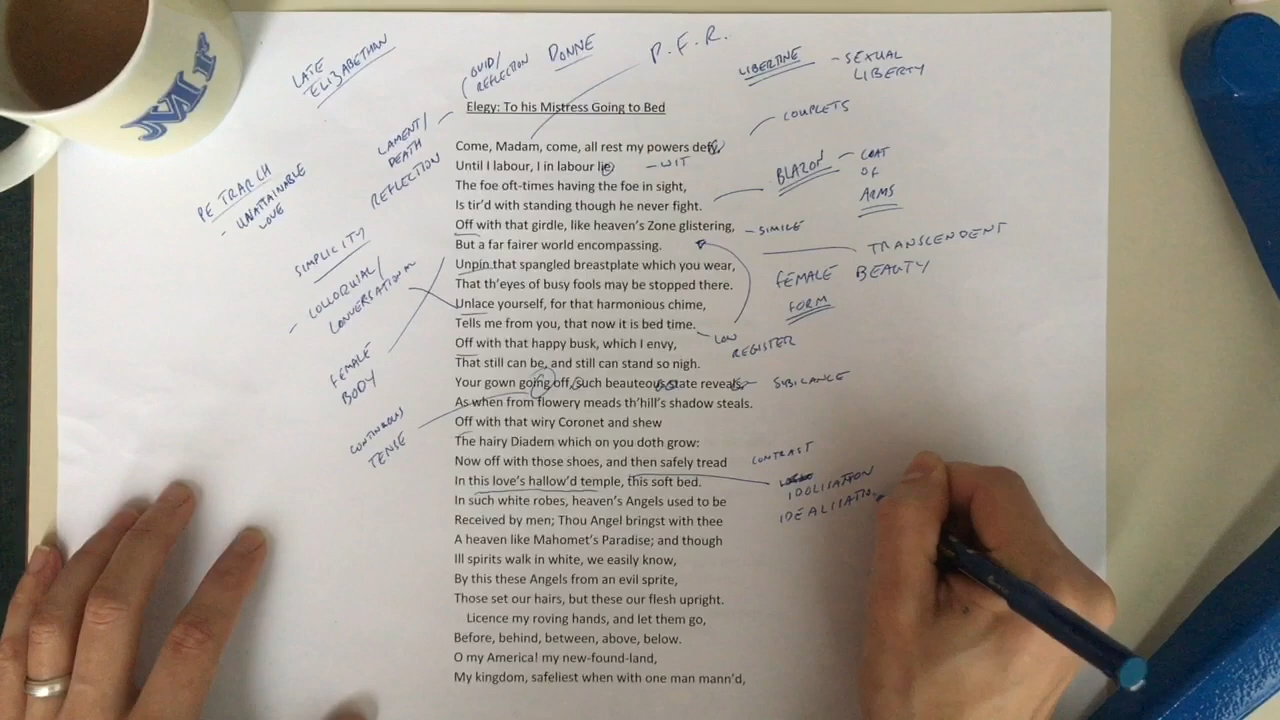 LATE
ELIZABETHAN
OVID/
REFLECTION
DONNE
P.F.R.
LIBERTINE - SEXUAL
LIBERTY
Elegy: To his Mistress Going to Bed
COUPLETS
LAMENT/
DEATH
REFLECTION
PETRARCH
- UNATTAINABLE
LOVE
SIMPLICITY
- COLLOQUIAL/
CONVERSATIONAL
FEMALE
BODY
CONTINUOUS
TENSE
Come, Madam, come, all rest my powers defy,
Until I labour, I in labour lie
- WIT
The foe oft-times having the foe in sight,
Is tir'd with standing though he never fight.
BLAZON - COAT
OF
ARMS
Off with that girdle, like heaven's Zone glistering,
- SIMILE
But a far fairer world encompassing.
TRANSCENDENT
BEAUTY
FEMALE
FORM
Unpin that spangled breastplate which you wear,
That th'eyes of busy fools may be stopped there.
Unlace yourself, for that harmonious chime,
Tells me from you, that now it is bed time.
- LOW
REGISTER
Off with that happy busk, which I envy,
That still can be, and still can stand so nigh.
Your gown going off, such beauteous state reveals,
SYBILANCE
As when from flowery meads th'hill's shadow steals.
Off with that wiry Coronet and shew
The hairy Diadem which on you doth grow:
Now off with those shoes, and then safely tread
CONTRAST
In this love's hallow'd temple, this soft bed.
IDOLISATION
IDEALISATIO
In such white robes, heaven's Angels used to be
Received by men; Thou Angel bringst with thee
A heaven like Mahomet's Paradise; and though
Ill spirits walk in white, we easily know,
By this these Angels from an evil sprite,
Those set our hairs, but these our flesh upright.
Licence my roving hands, and let them go,
Before, behind, between, above, below.
O my America! my new-found-land,
My kingdom, safeliest when with one man mann'd,